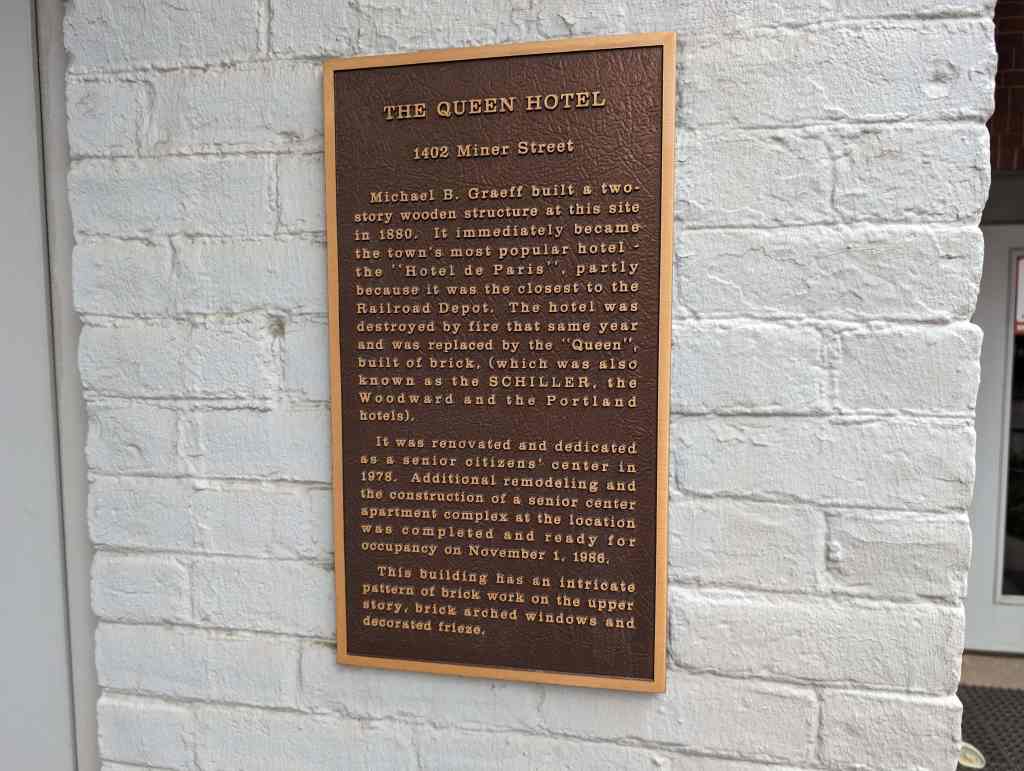 THE QUEEN HOTEL
1402 Miner Street
Michael B. Graeff built a two-
story wooden structure at this site
in 1880. It immediately became
the town's most popular hotel -
the "Hotel de Paris", partly
because it was the closest to the
Railroad Depot. The hotel was
destroyed by fire that same year
and was replaced by the "Queen",
built of brick, (which was also
known as the SCHILLER, the
Woodward and the Portland
hotels).
It was renovated and dedicated
as a senior citizens' center in
1978. Additional remodeling and
the construction of a senior center
apartment complex at the location
was completed and ready for
occupancy on November 1, 1986.
This building has an intricate
pattern of brick work on the upper
story, brick arched windows and
decorated frieze.